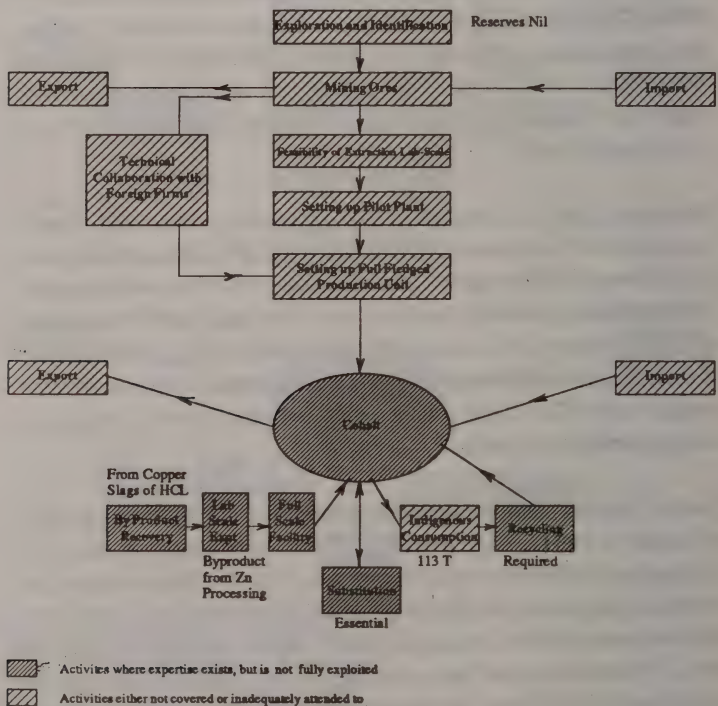 Exploration and Identification
Reserves Nil
Export
Mining Ores
Import
Technical
Collaboration with
Foreign Firms
Feasibility of Extraction Lab-Scale
Setting up Pilot Plant
Setting up Full Fledged
Production Unit
Export
Import
Cobalt
From Copper
Slags of HCL
By Product
Recovery
Lab
Scale
Expt
Full
Scale
Facility
Indigenous
Consumption
Recycling
Byproduct
from Zn
Processing
113 T
Required
Substitution
Essential
Activites where expertise exists, but is not fully exploited
Activities either not covered or inadequately attended to